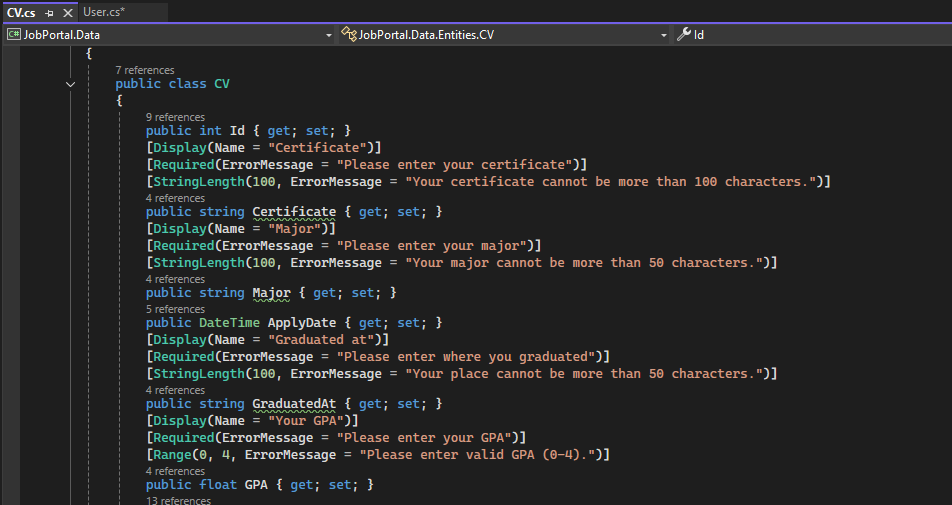 CV.cs
User.cs*
JobPortal.Data
JobPortal.Data.Entities.CV
Id
{
7 references
public class CV
{
9 references
public int Id { get; set; }
[Display(Name = "Certificate")]
[Required(ErrorMessage = "Please enter your certificate")]
[StringLength(100, ErrorMessage = "Your certificate cannot be more than 100 characters.")]
4 references
public string Certificate { get; set; }
[Display(Name = "Major")]
[Required(ErrorMessage = "Please enter your major")]
[StringLength(100, ErrorMessage = "Your major cannot be more than 50 characters.")]
4 references
public string Major { get; set; }
5 references
public DateTime ApplyDate { get; set; }
[Display(Name = "Graduated at")]
[Required(ErrorMessage = "Please enter where you graduated")]
[StringLength(100, ErrorMessage = "Your place cannot be more than 50 characters.")]
4 references
public string GraduatedAt { get; set; }
[Display(Name = "Your GPA")]
[Required(ErrorMessage = "Please enter your GPA")]
[Range(0, 4, ErrorMessage = "Please enter valid GPA (0-4).")]
4 references
public float GPA { get; set; }
13 references